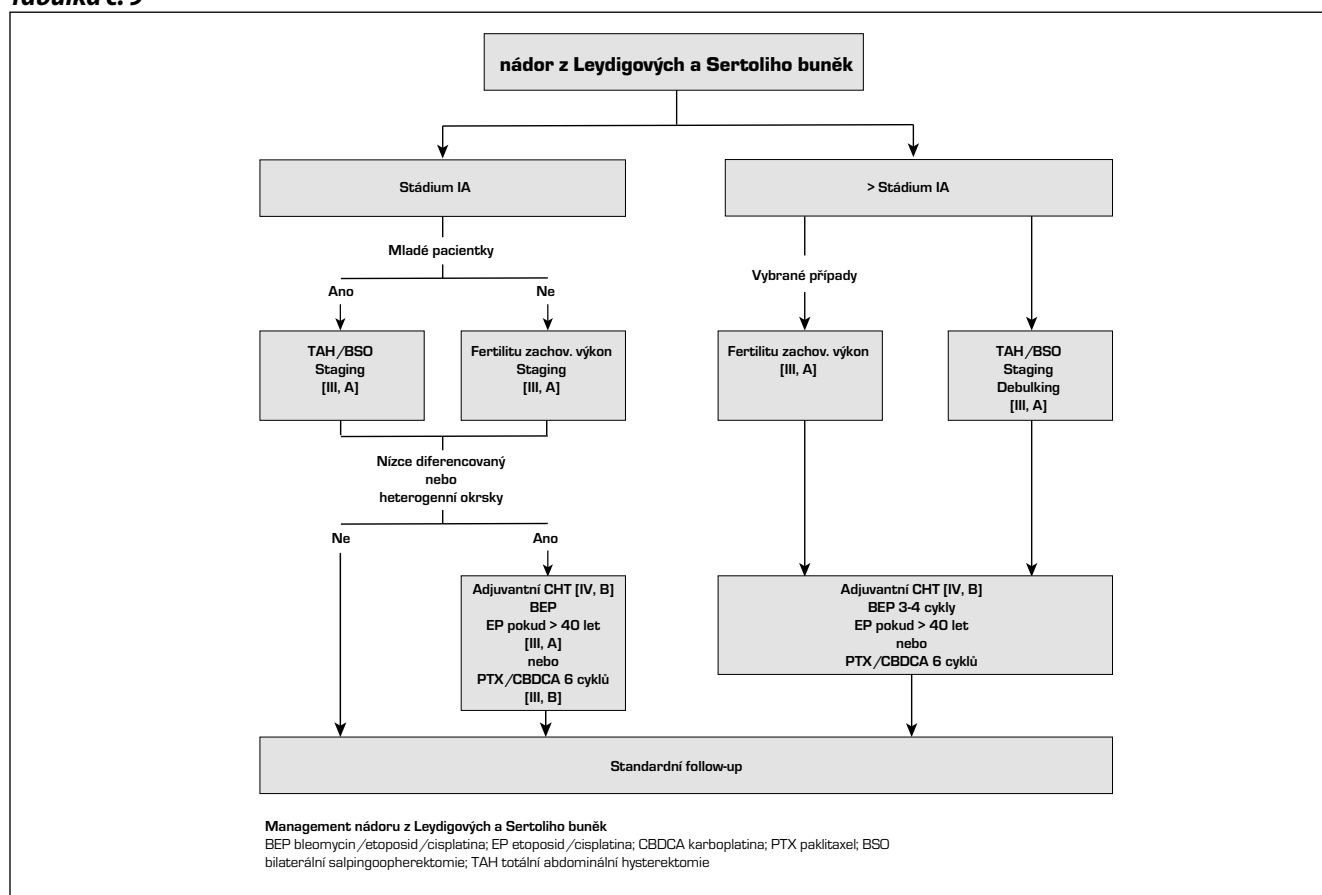 Tabulka č. 9
nádor z Leydigových a Sertoliho buněk
Stádium IA
> Stádium IA
Mladé pacientky
Vybrané případy
Ano
Ne
TAH/BSO
Staging
[III, A]
Fertilitu zachov. výkon
Staging
[III, A]
Fertilitu zachov. výkon
[III, A]
TAH/BSO
Staging
Debulking
[III, A]
Nízce diferencovaný
nebo
heterogenní okrsky
Ne
Ano
Adjuvantní CHT [IV, B]
BEP
EP pokud > 40 let
[III, A]
nebo
PTX/CBDCA 6 cyklů
[III, B]
Adjuvantní CHT [IV, B]
BEP 3-4 cykly
EP pokud > 40 let
nebo
PTX/CBDCA 6 cyklů
Standardní follow-up
Management nádoru z Leydigových a Sertoliho buněk
BEP bleomycin/etoposid/cisplatina; EP etoposid/cisplatina; CBDCA karboplatina; PTX paklitaxel; BSO
bilaterální salpingoopherektomie; TAH totální abdominální hysterektomie